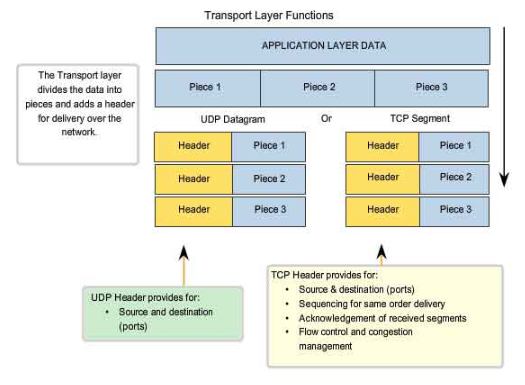 Transport Layer Functions
APPLICATION LAYER DATA
The Transport layer
divides the data into
pieces and adds a header
for delivery over the
network.
Piece 1
Piece 2
Piece 3
UDP Datagram
Or
TCP Segment
Header
Piece 1
Header
Piece 1
Header
Piece 2
Header
Piece 2
Header
Piece 3
Header
Piece 3
UDP Header provides for:
• Source and destination
(ports)
TCP Header provides for:
• Source & destination (ports)
• Sequencing for same order delivery
• Acknowledgement of received segments
• Flow control and congestion
management